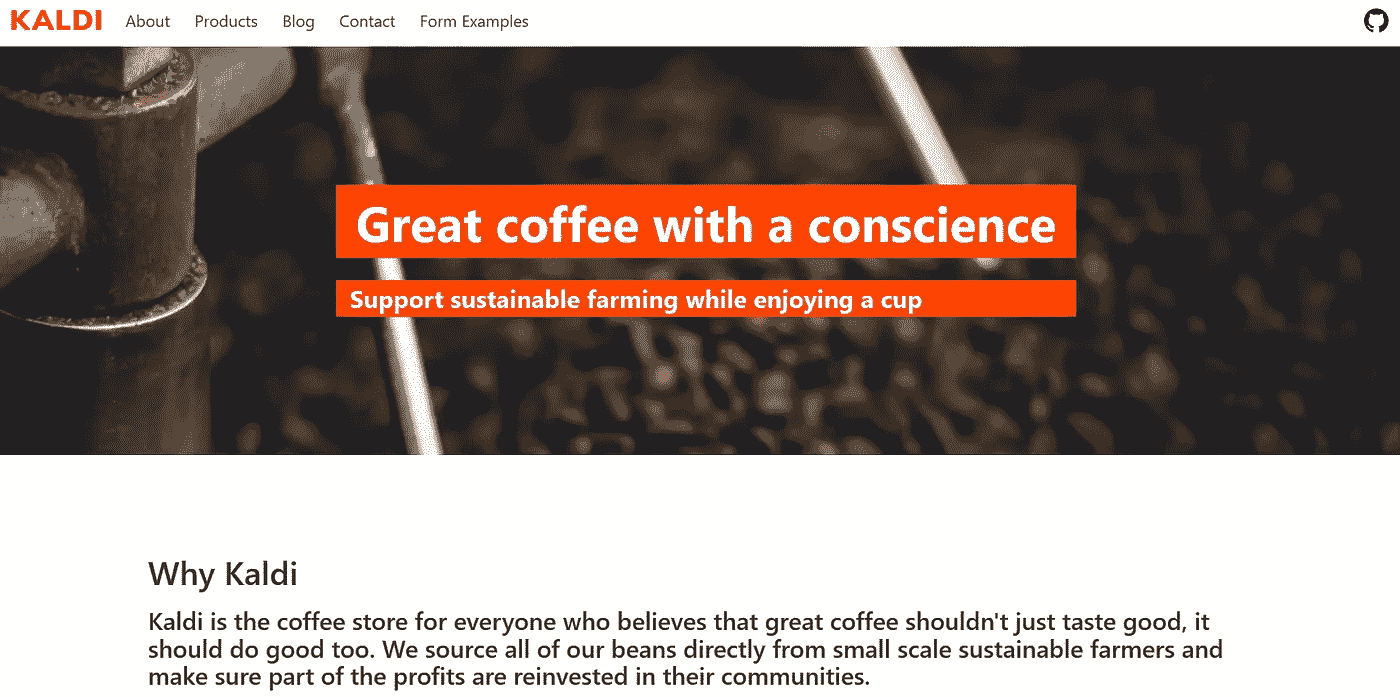 KALDI About Products Blog Contact Form Examples
Great coffee with a conscience
Support sustainable farming while enjoying a cup
Why Kaldi
Kaldi is the coffee store for everyone who believes that great coffee shouldn't just taste good, it
should do good too. We source all of our beans directly from small scale sustainable farmers and
make sure part of the profits are reinvested in their communities.